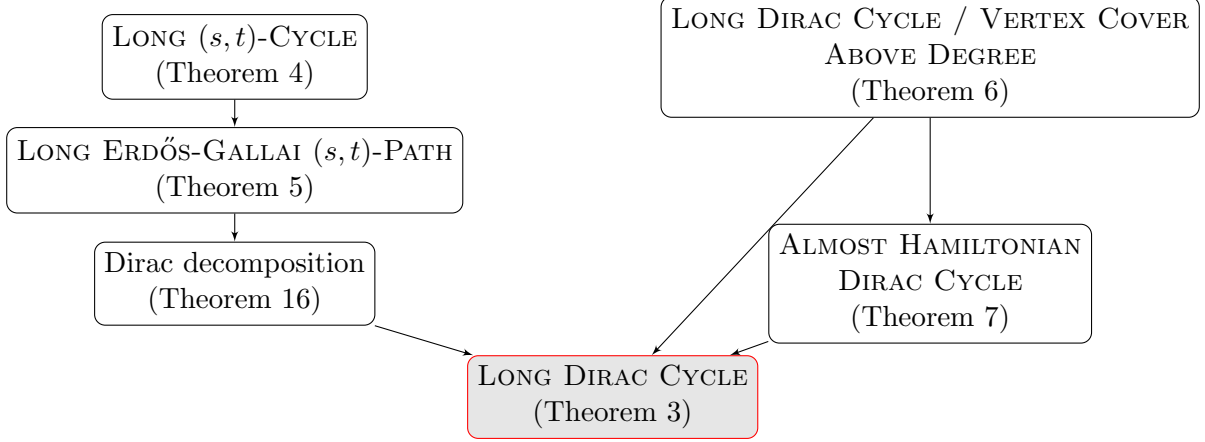 LONG (s, t)-CYCLE
(Theorem 4)
LONG ERDŐS-GALLAI (s, t)-PATH
(Theorem 5)
Dirac decomposition
(Theorem 16)
LONG DIRAC CYCLE / VERTEX COVER
ABOVE DEGREE
(Theorem 6)
ALMOST HAMILTONIAN
DIRAC CYCLE
(Theorem 7)
LONG DIRAC CYCLE
(Theorem 3)